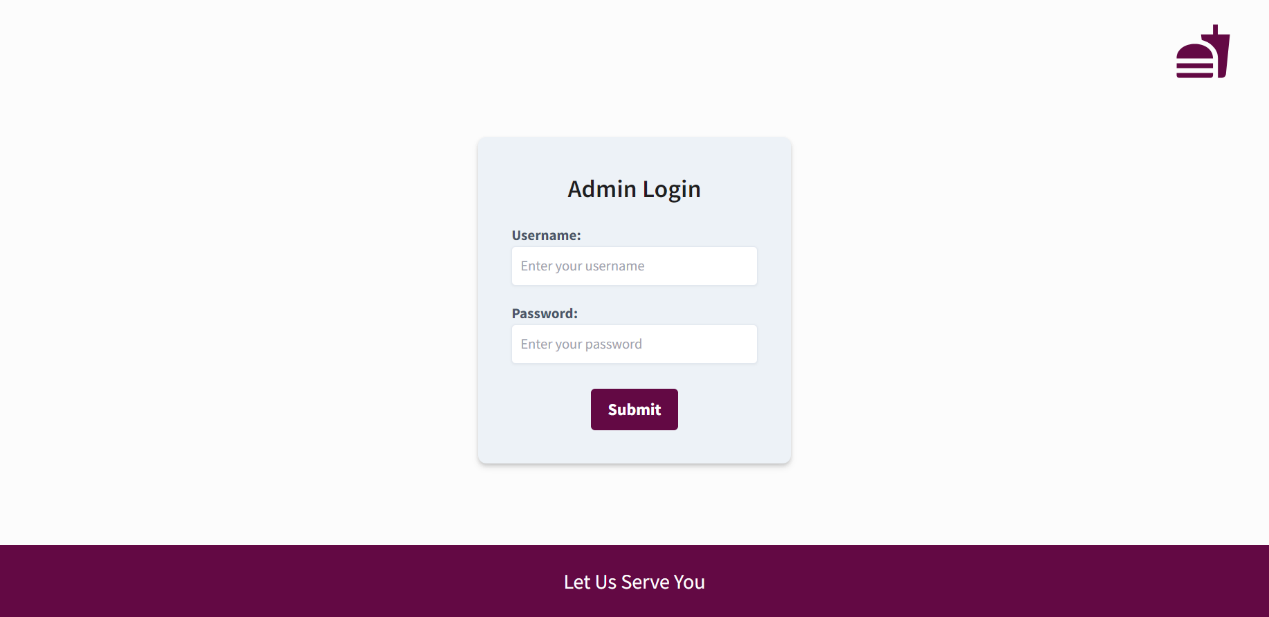 Admin Login
Username:
Enter your username
Password:
Enter your password
Submit
Let Us Serve You